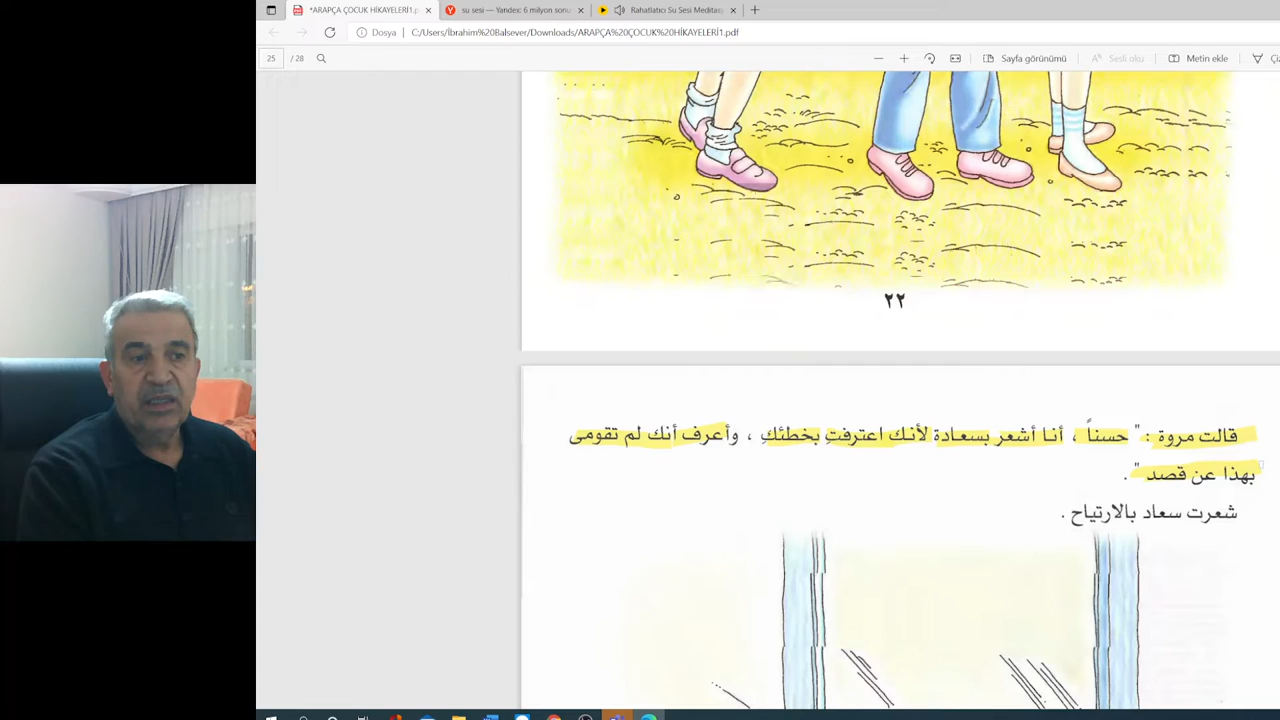 *ARAPÇA ÇOCUK HİKAYELERİ1.p
su sesi — Yandex: 6 milyon sonu
Rahatlatıcı Su Sesi Meditas
Dosya
C:/Users/İbrahim%20Balsever/Downloads/ARAPÇA%20ÇOCUK%20HİKAYELERİ1.pdf
25 / 28
Sayfa görünümü
Sesli oku
Metin ekle
Çiz
٢٢
قالت مروة : " حسناً ، أنا أشعر بسعادة لأنك اعترفتِ بخطئكِ ، وأعرف أنك لم تقومى
بهذا عن قصد " .
شعرت سعاد بالارتياح .